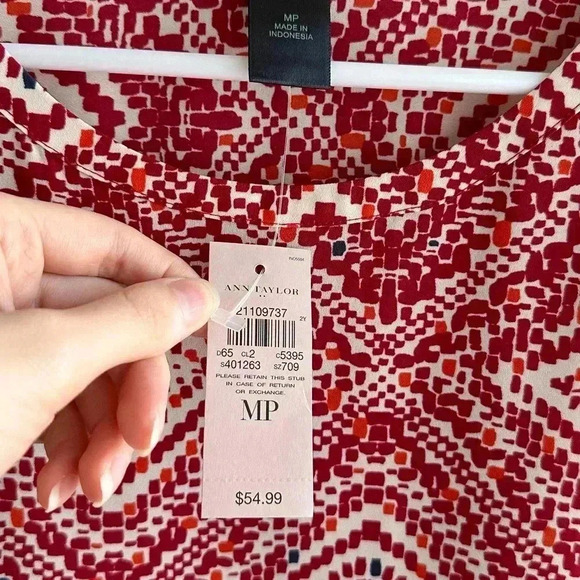 MP
MADE IN
INDONESIA
ANN TAYLOR
21109737
2Y
D65 CL2 C5395
S401263 SZ709
PLEASE RETAIN THIS STUB
IN CASE OF RETURN
OR EXCHANGE.
MP
$54.99